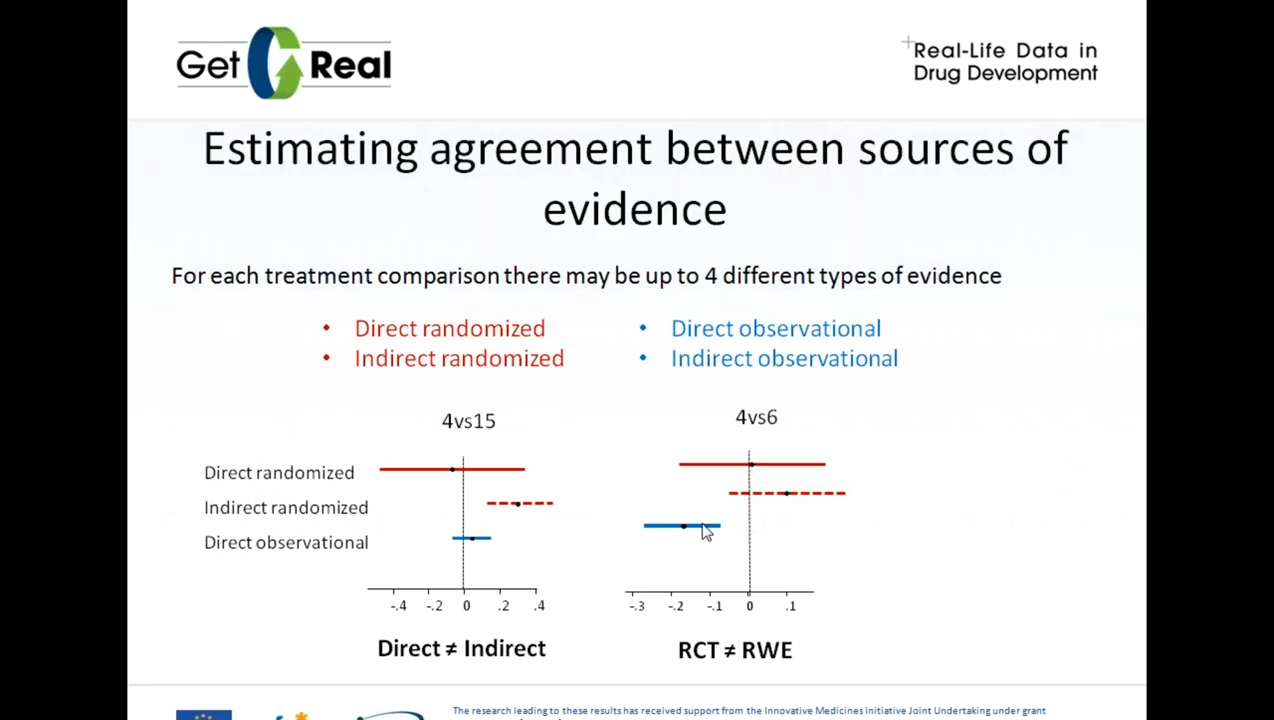 Get Real
Real-Life Data in
Drug Development
Estimating agreement between sources of
evidence
For each treatment comparison there may be up to 4 different types of evidence
• Direct randomized
• Indirect randomized
• Direct observational
• Indirect observational
4vs15
4vs6
Direct randomized
Indirect randomized
Direct observational
-.4 -.2 0 .2 .4
-.3 -.2 -.1 0 .1
Direct ≠ Indirect
RCT ≠ RWE
The research leading to these results has received support from the Innovative Medicines Initiative Joint Undertaking under grant